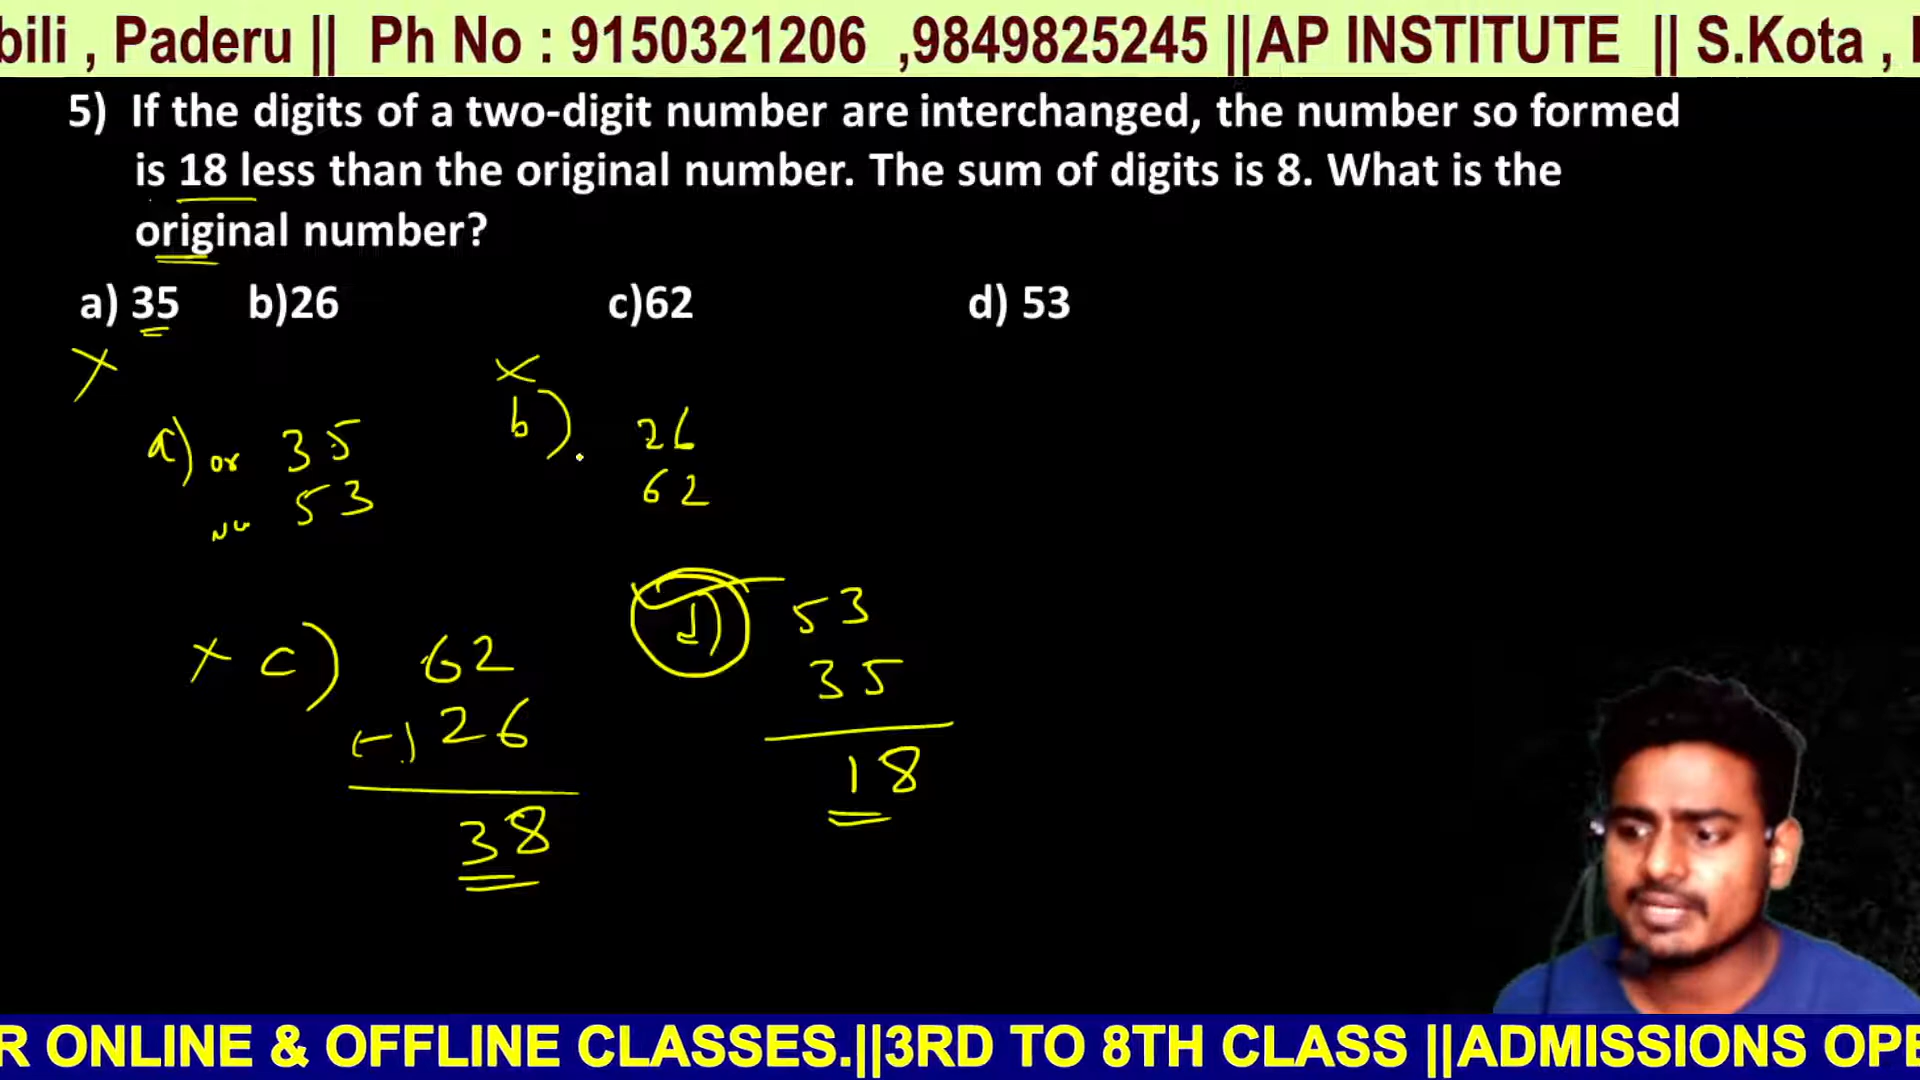 bili , Paderu || Ph No : 9150321206 ,9849825245 ||AP INSTITUTE || S.Kota ,
5) If the digits of a two-digit number are interchanged, the number so formed
is 18 less than the original number. The sum of digits is 8. What is the
original number?
a) 35 b)26 c)62 d) 53
a) or 35
53
b) 26
62
c) 62
(-) 26
38
d) 53
35
18
R ONLINE & OFFLINE CLASSES.||3RD TO 8TH CLASS ||ADMISSIONS OPE